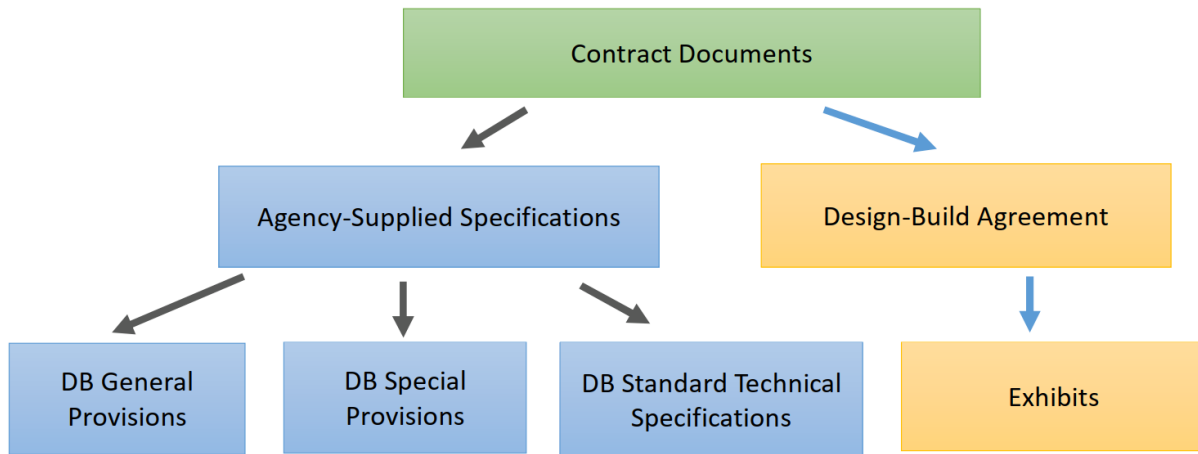 Contract Documents
Agency-Supplied Specifications
Design-Build Agreement
DB General
Provisions
DB Special
Provisions
DB Standard Technical
Specifications
Exhibits